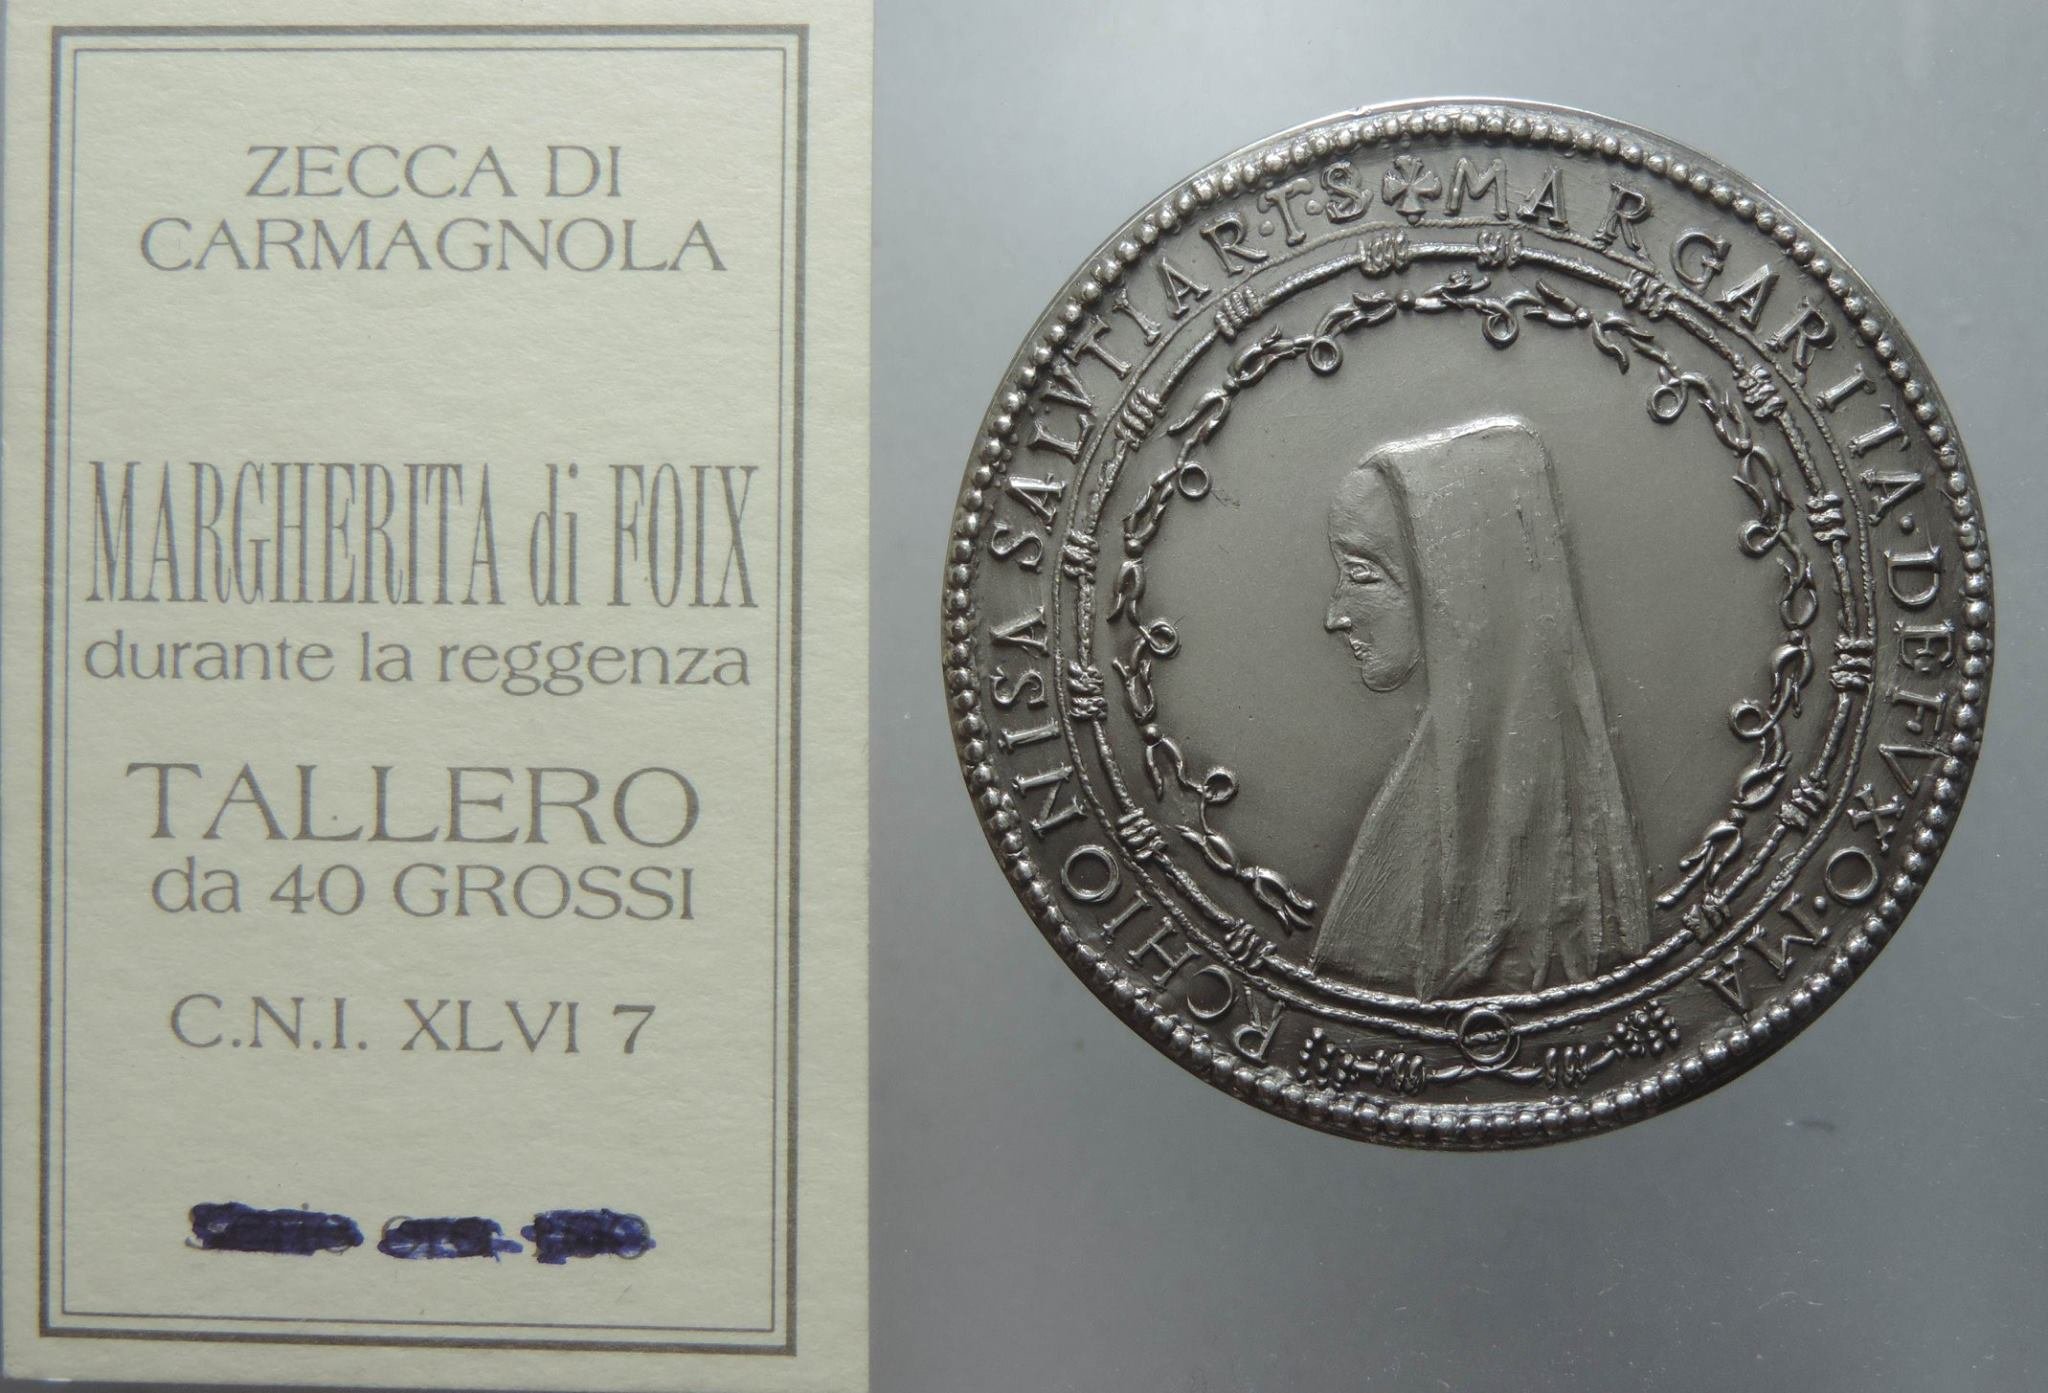 ZECCA DI
CARMAGNOLA
MARGHERITA di FOIX
durante la reggenza
TALLERO
da 40 GROSSI
C.N.I. XLVI 7
✠MARGARITA·DE·FVXO·MA
RCHIONISA SALVTIAR·T·S